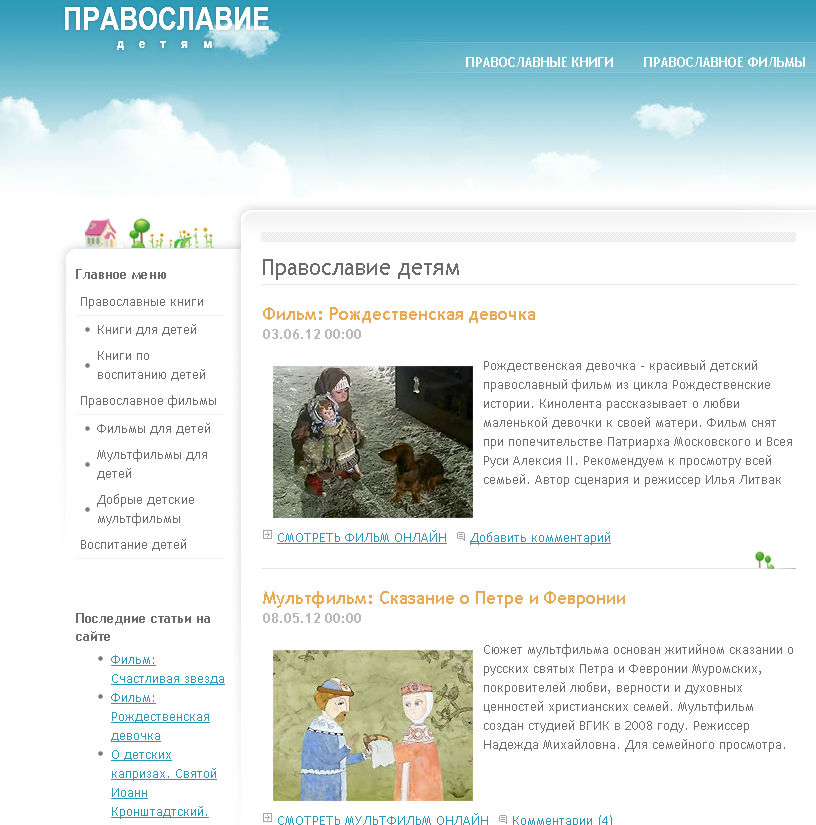 ПРАВОСЛАВИЕ
детям
ПРАВОСЛАВНЫЕ КНИГИ ПРАВОСЛАВНОЕ ФИЛЬМЫ
Главное меню
Православные книги
Книги для детей
Книги по
воспитанию детей
Православное фильмы
Фильмы для детей
Мультфильмы для
детей
Добрые детские
мультфильмы
Воспитание детей
Последние статьи на
сайте
Фильм:
Счастливая звезда
Фильм:
Рождественская
девочка
О детских
капризах. Святой
Иоанн
Кронштадтский.
Православие детям
Фильм: Рождественская девочка
03.06.12 00:00
Рождественская девочка - красивый детский
православный фильм из цикла Рождественские
истории. Кинолента рассказывает о любви
маленькой девочки к своей матери. Фильм снят
при попечительстве Патриарха Московского и Всея
Руси Алексия II. Рекомендуем к просмотру всей
семьей. Автор сценария и режиссер Илья Литвак
СМОТРЕТЬ ФИЛЬМ ОНЛАЙН Добавить комментарий
Мультфильм: Сказание о Петре и Февронии
08.05.12 00:00
Сюжет мультфильма основан житийном сказании о
русских святых Петра и Февронии Муромских,
покровителей любви, верности и духовных
ценностей христианских семей. Мультфильм
создан студией ВГИК в 2008 году. Режиссер
Надежда Михайловна. Для семейного просмотра.
СМОТРЕТЬ МУЛЬТФИЛЬМ ОНЛАЙН Комментарии (4)